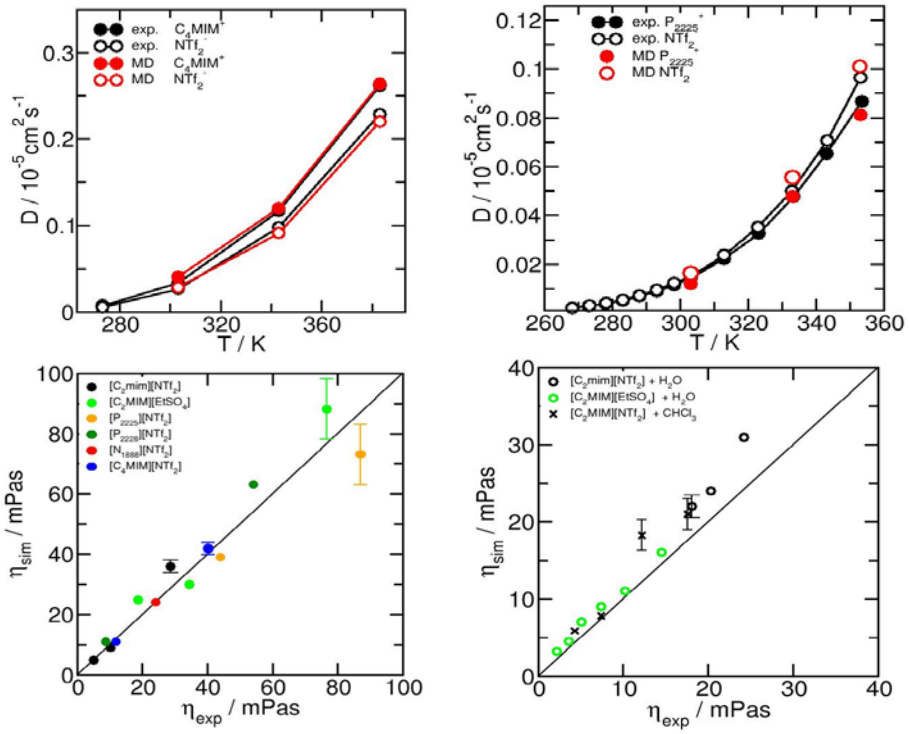 exp. C₄MIM⁺
exp. NTf₂⁻
MD C₄MIM⁺
MD NTf₂⁻
0.3
0.2
0.1
0
D / 10⁻⁵cm²s⁻¹
280 320 360
T / K
exp. P₂₂₂₅⁺
exp. NTf₂⁻
MD P₂₂₂₅⁺
MD NTf₂⁻
0.12
0.1
0.08
0.06
0.04
0.02
D / 10⁻⁵cm²s⁻¹
260 280 300 320 340 360
T / K
[C₂mim][NTf₂]
[C₂MIM][EtSO₄]
[P₂₂₂₅][NTf₂]
[P₂₂₂₈][NTf₂]
[N₁₈₈₈][NTf₂]
[C₄MIM][NTf₂]
100
80
60
40
20
0
η_sim / mPas
0 20 40 60 80 100
η_exp / mPas
[C₂mim][NTf₂] + H₂O
[C₂MIM][EtSO₄] + H₂O
[C₂MIM][NTf₂] + CHCl₃
40
30
20
10
0
η_sim / mPas
0 10 20 30 40
η_exp / mPas